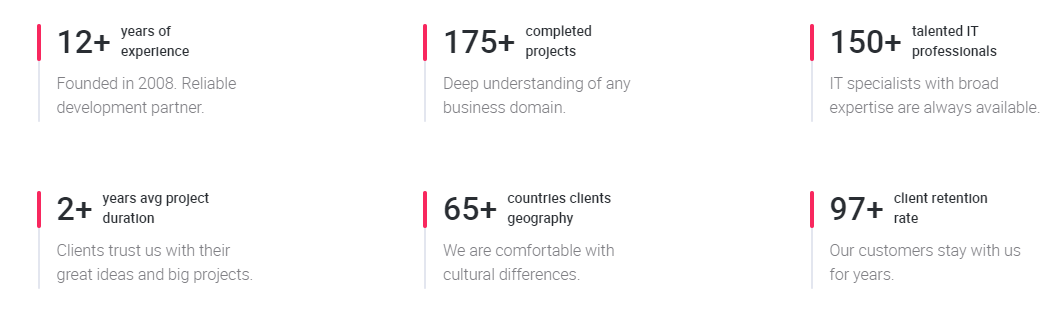 12+ years of
experience
Founded in 2008. Reliable
development partner.
175+ completed
projects
Deep understanding of any
business domain.
150+ talented IT
professionals
IT specialists with broad
expertise are always available.
2+ years avg project
duration
Clients trust us with their
great ideas and big projects.
65+ countries clients
geography
We are comfortable with
cultural differences.
97+ client retention
rate
Our customers stay with us
for years.